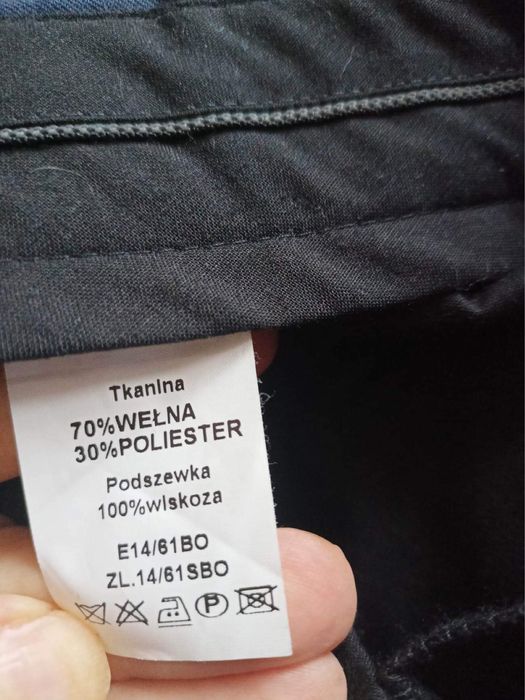 Tkanina
70%WEŁNA
30%POLIESTER
Podszewka
100%wiskoza
E14/61BO
ZL.14/61SBO
P